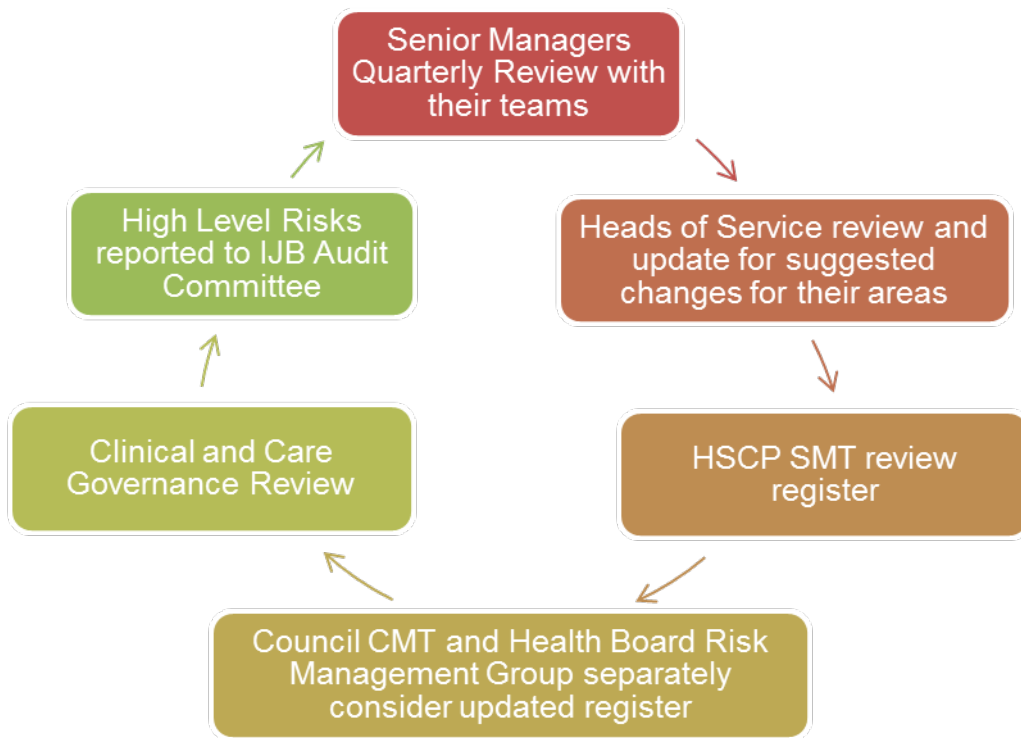 Senior Managers
Quarterly Review with
their teams
Heads of Service review and
update for suggested
changes for their areas
HSCP SMT review
register
Council CMT and Health Board Risk
Management Group separately
consider updated register
Clinical and Care
Governance Review
High Level Risks
reported to IJB Audit
Committee